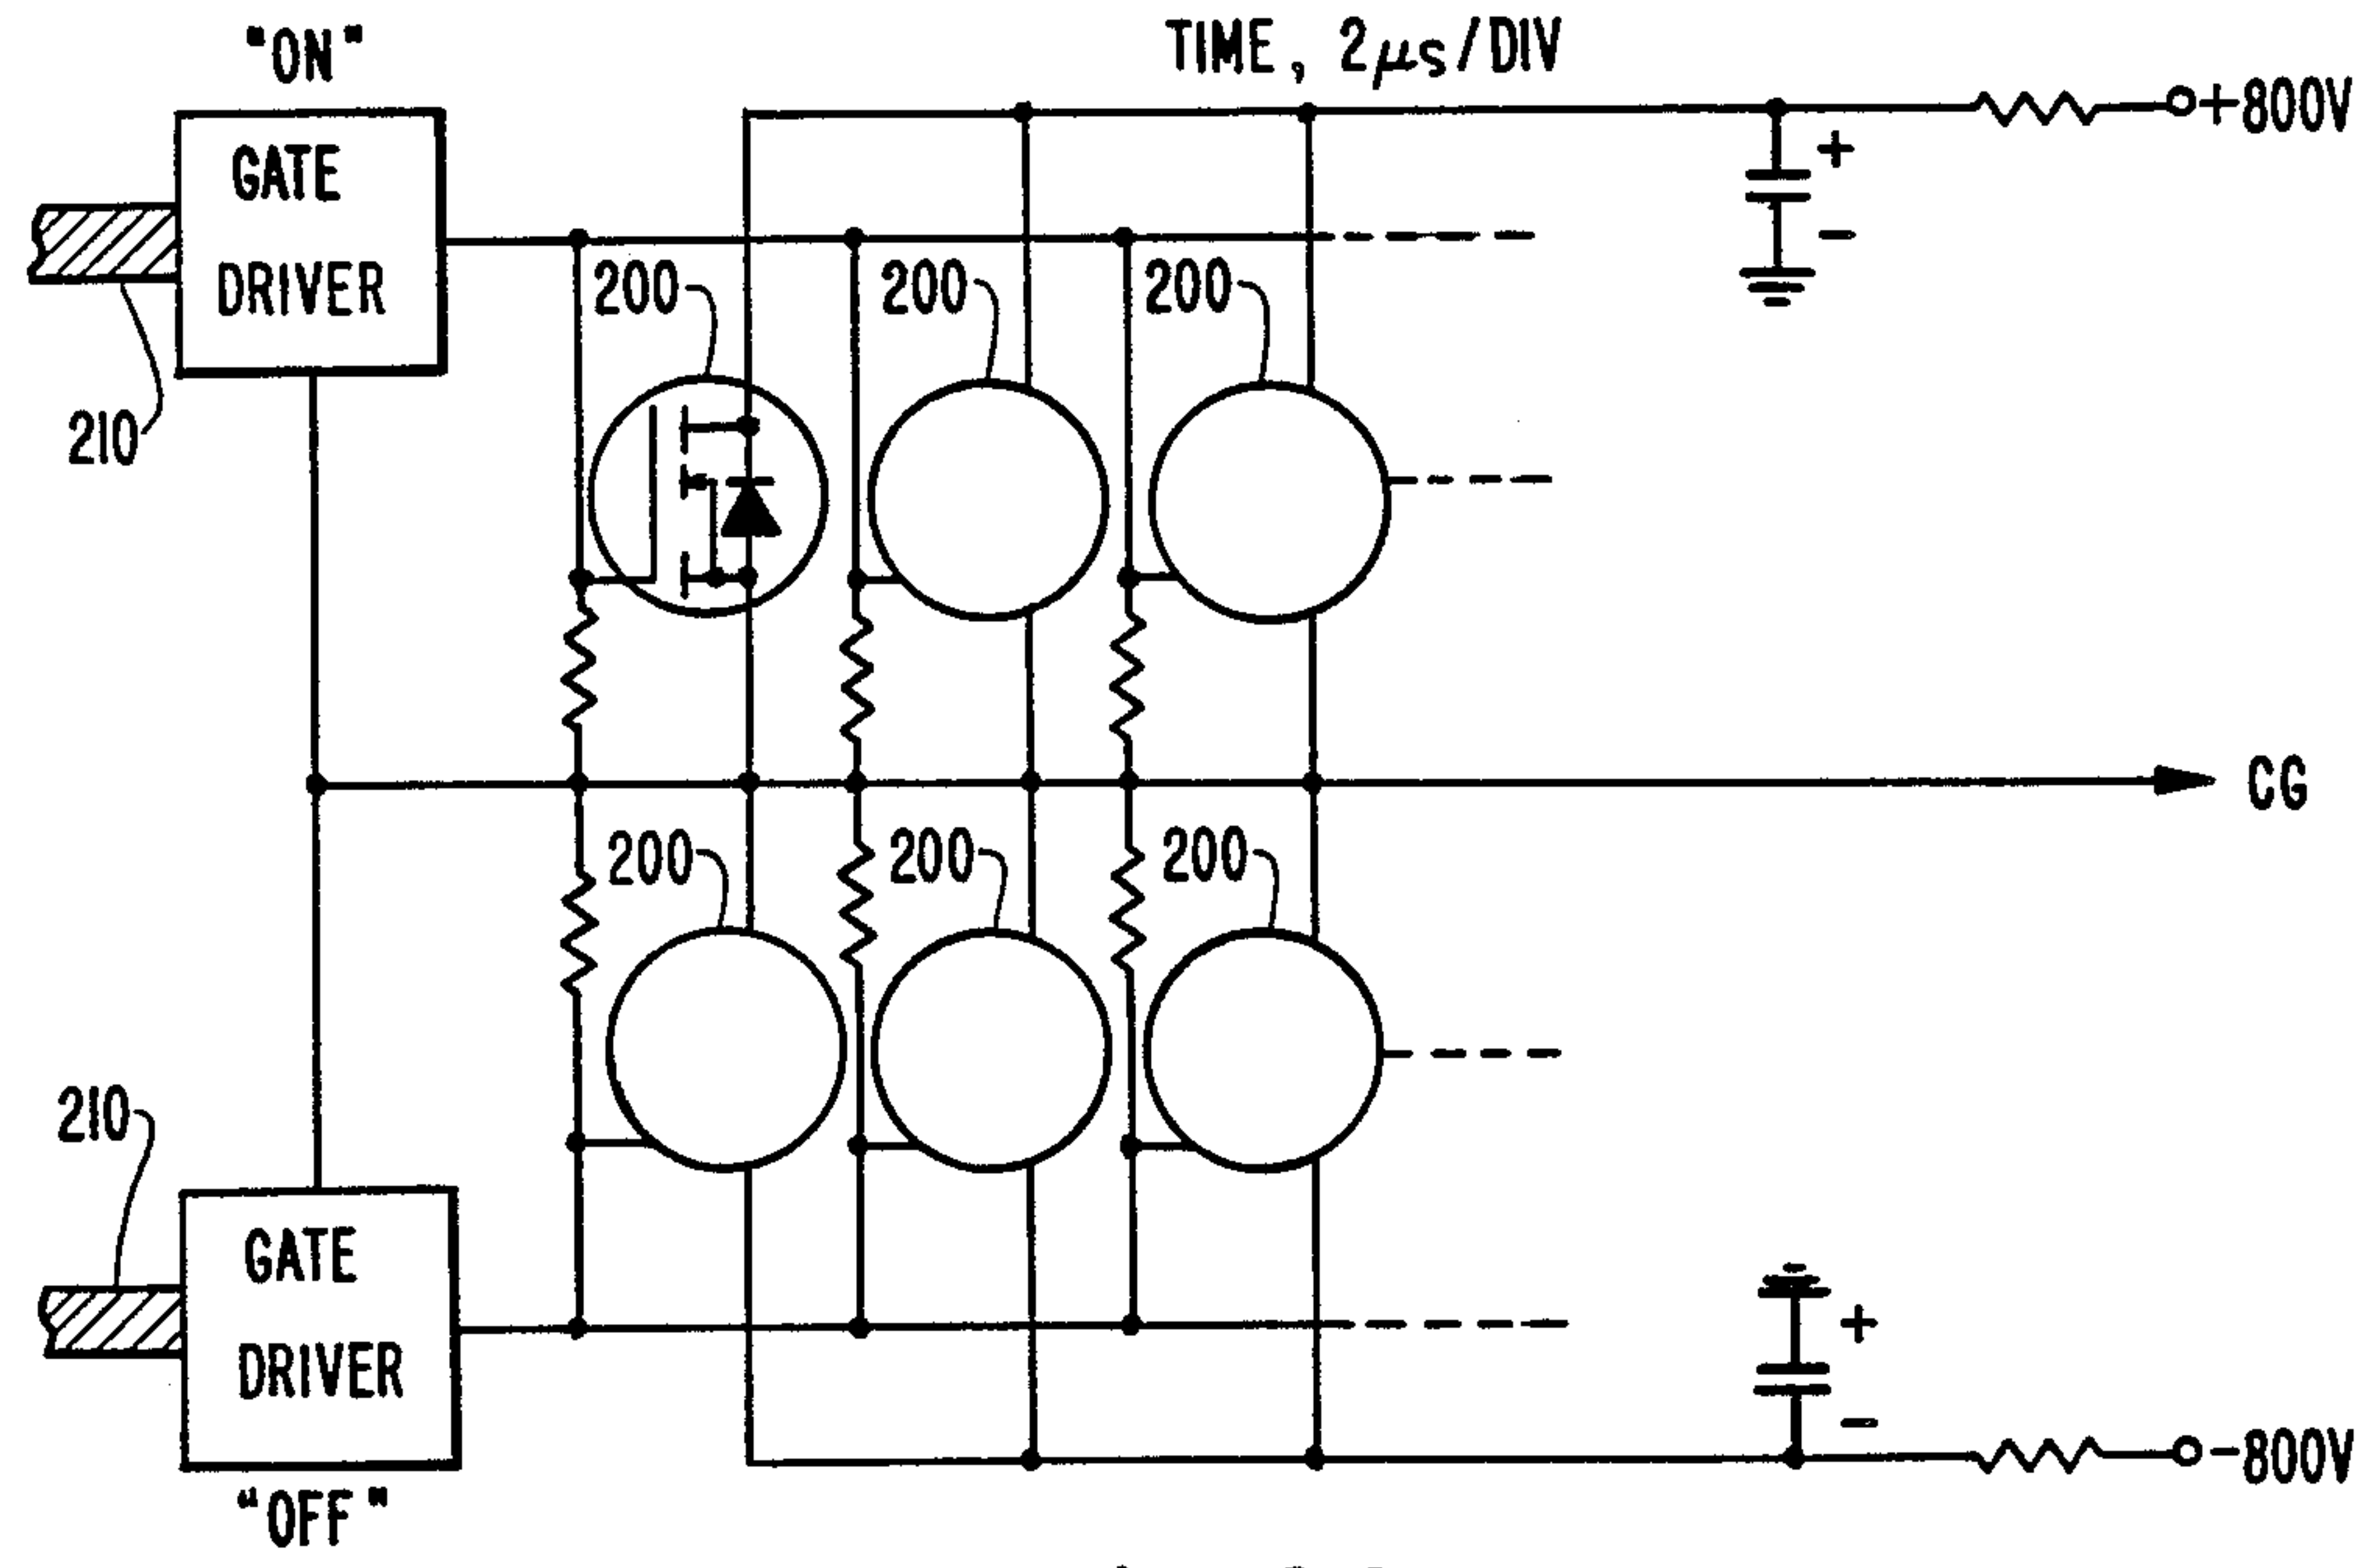 "ON"
TIME, 2μs/DIV
+800V
GATE
DRIVER
+
-
200
200
200
210
CG
200
200
200
210
GATE
DRIVER
+
-
-800V
"OFF"